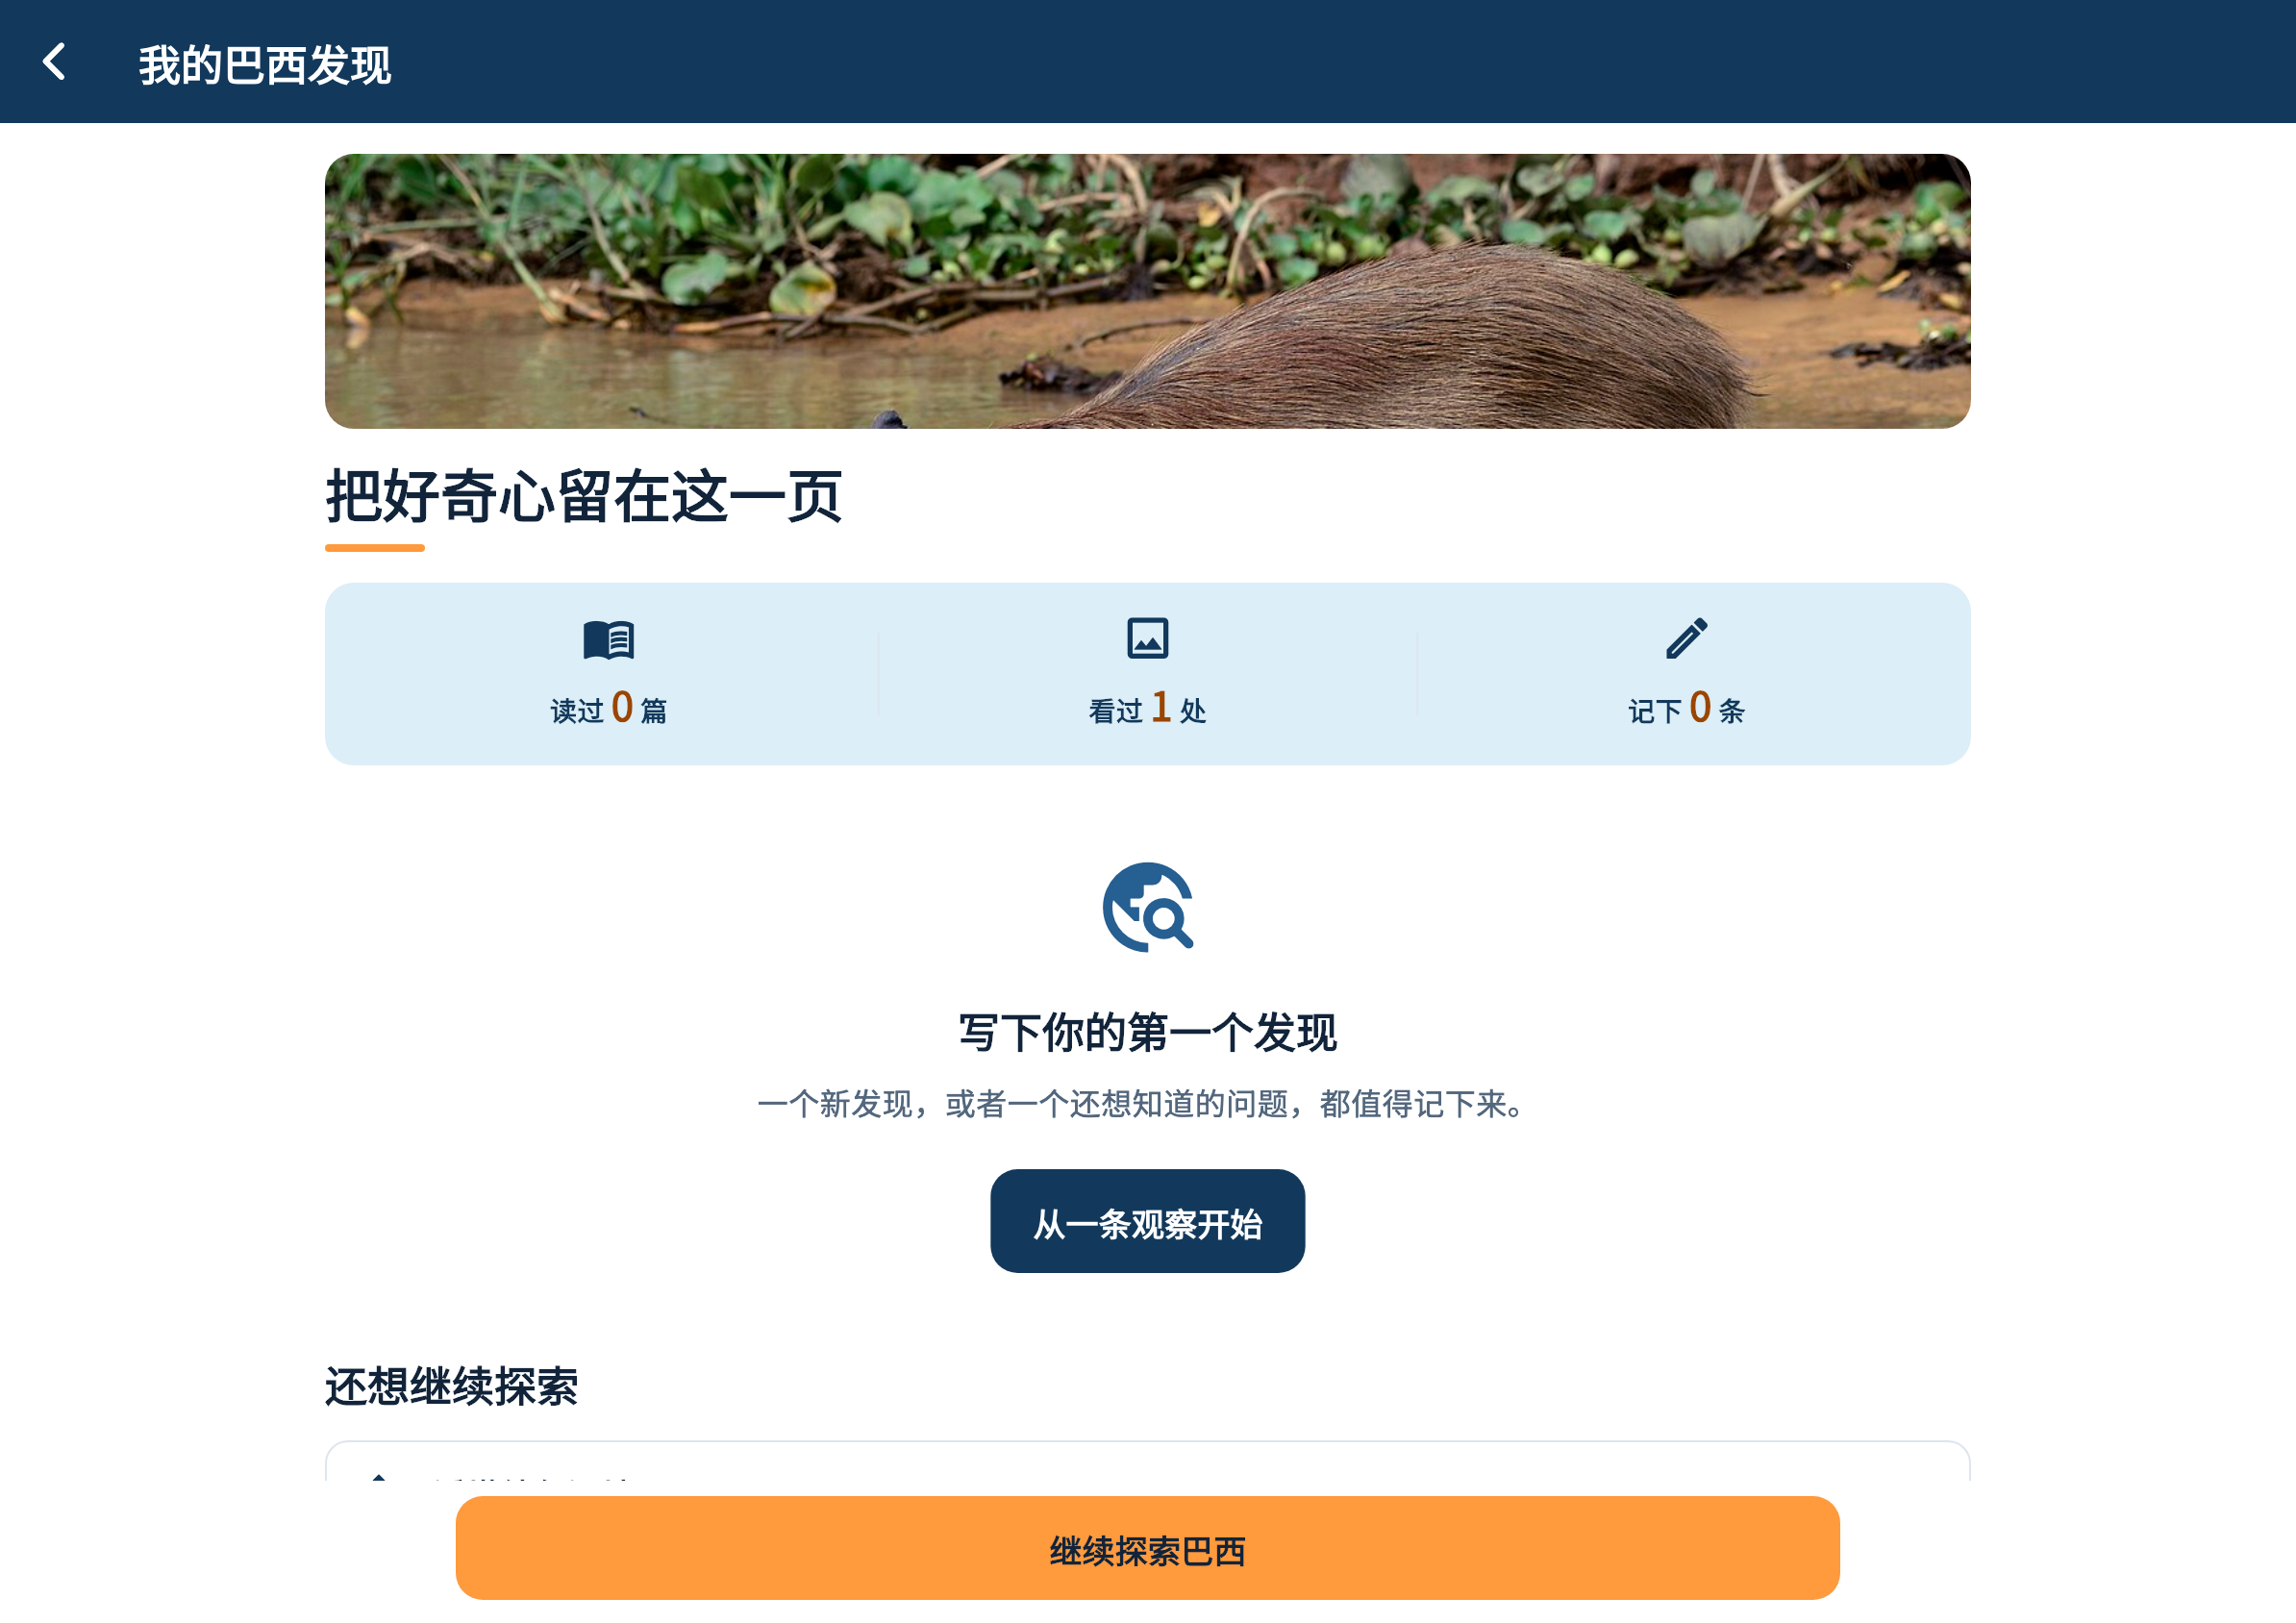 我的巴西发现
把好奇心留在这一页
读过 0 篇
看过 1 处
记下 0 条
写下你的第一个发现
一个新发现，或者一个还想知道的问题，都值得记下来。
从一条观察开始
还想继续探索
继续探索巴西